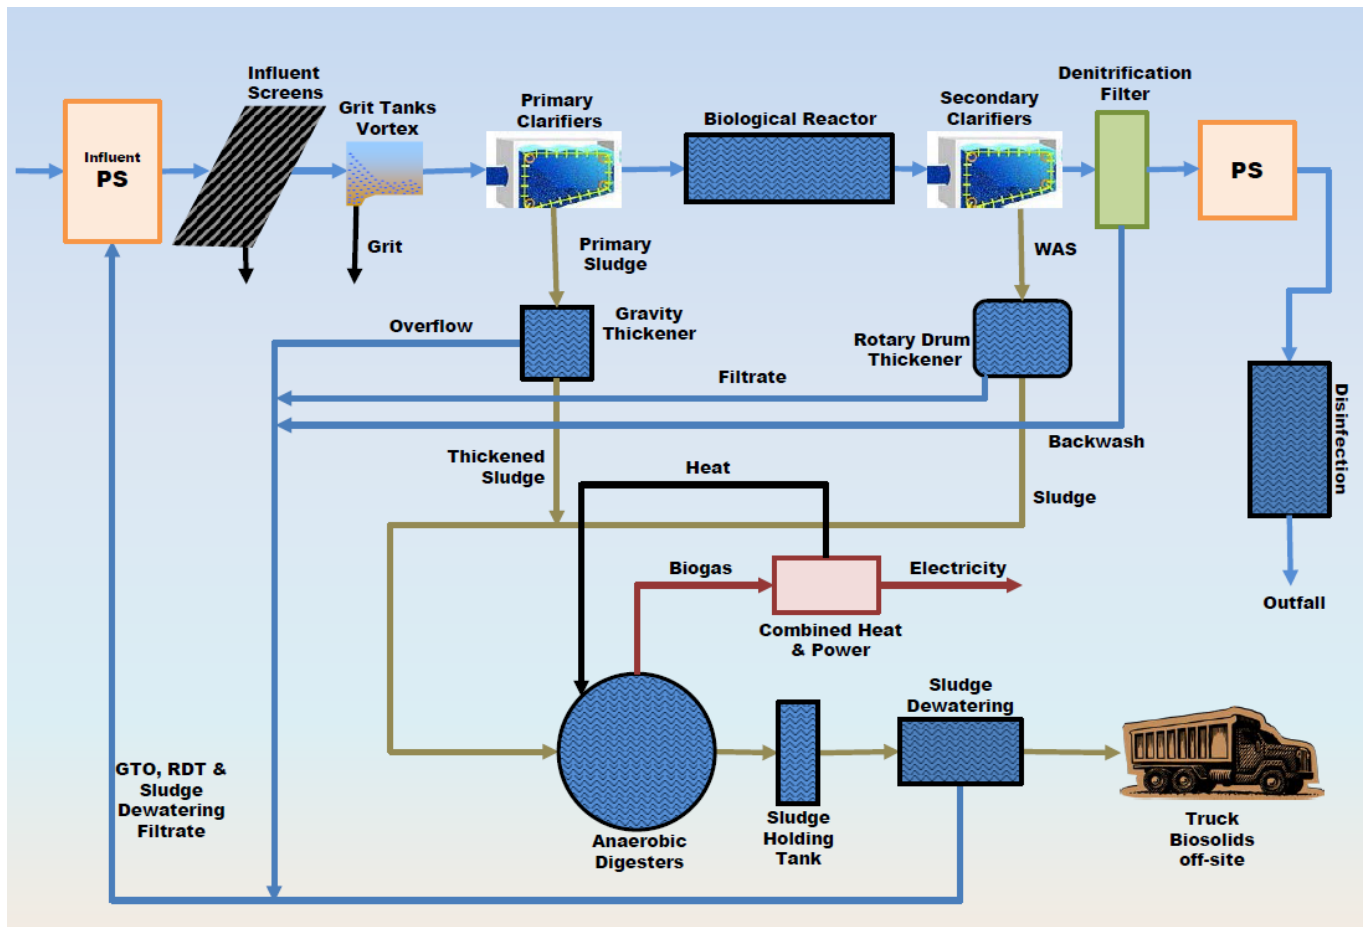 Influent
Screens
Grit Tanks
Vortex
Primary
Clarifiers
Biological Reactor
Secondary
Clarifiers
Denitrification
Filter
Influent
PS
PS
Grit
Primary
Sludge
WAS
Gravity
Thickener
Overflow
Rotary Drum
Thickener
Filtrate
Disinfection
Backwash
Thickened
Sludge
Heat
Sludge
Biogas
Electricity
Outfall
Combined Heat
& Power
Sludge
Dewatering
GTO, RDT &
Sludge
Dewatering
Filtrate
Anaerobic
Digesters
Sludge
Holding
Tank
Truck
Biosolids
off-site